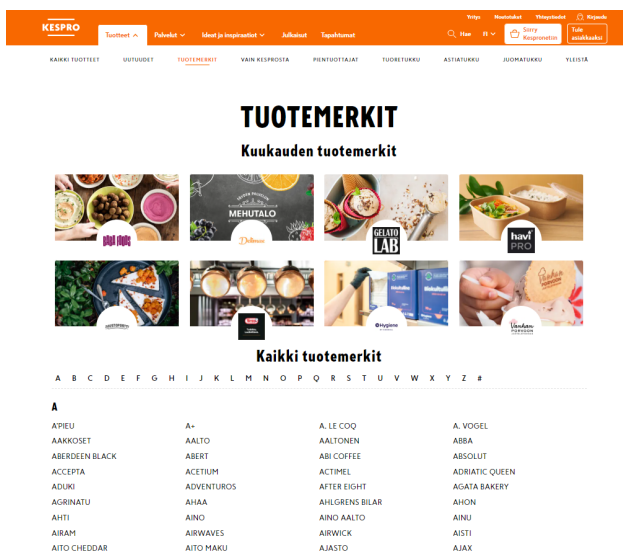 KESPRO
Yritys Noutotukut Yhteystiedot Kirjaudu
Tuotteet Palvelut Ideat ja inspiraatiot Julkaisut Tapahtumat Hae FI Siirry Kespronetiin Tule asiakkaaksi
KAIKKI TUOTTEET UUTUUDET TUOTEMERKIT VAIN KESPROSTA PIENTUOTTAJAT TUORETUKKU ASTIATUKKU JUOMATUKKU YLEISTÄ
TUOTEMERKIT
Kuukauden tuotemerkit
MEHUTALO
GELATO
LAB
havi
PRO
Hygiene
Vanhan
PORVOON
Kaikki tuotemerkit
A B C D E F G H I J K L M N O P Q R S T U V W X Y Z #
A
A'PIEU A+ A. LE COQ A. VOGEL
AAKKOSET AALTO AALTONEN ABBA
ABERDEEN BLACK ABERT ABI COFFEE ABSOLUT
ACCEPTA ACETIUM ACTIMEL ADRIATIC QUEEN
ADUKI ADVENTUROS AFTER EIGHT AGATA BAKERY
AGRINATU AHAA AHLGRENS BILAR AHON
AHTI AINO AINO AALTO AINU
AIRAM AIRWAVES AIRWICK AISTI
AITO CHEDDAR AITO MAKU AJASTO AJAX